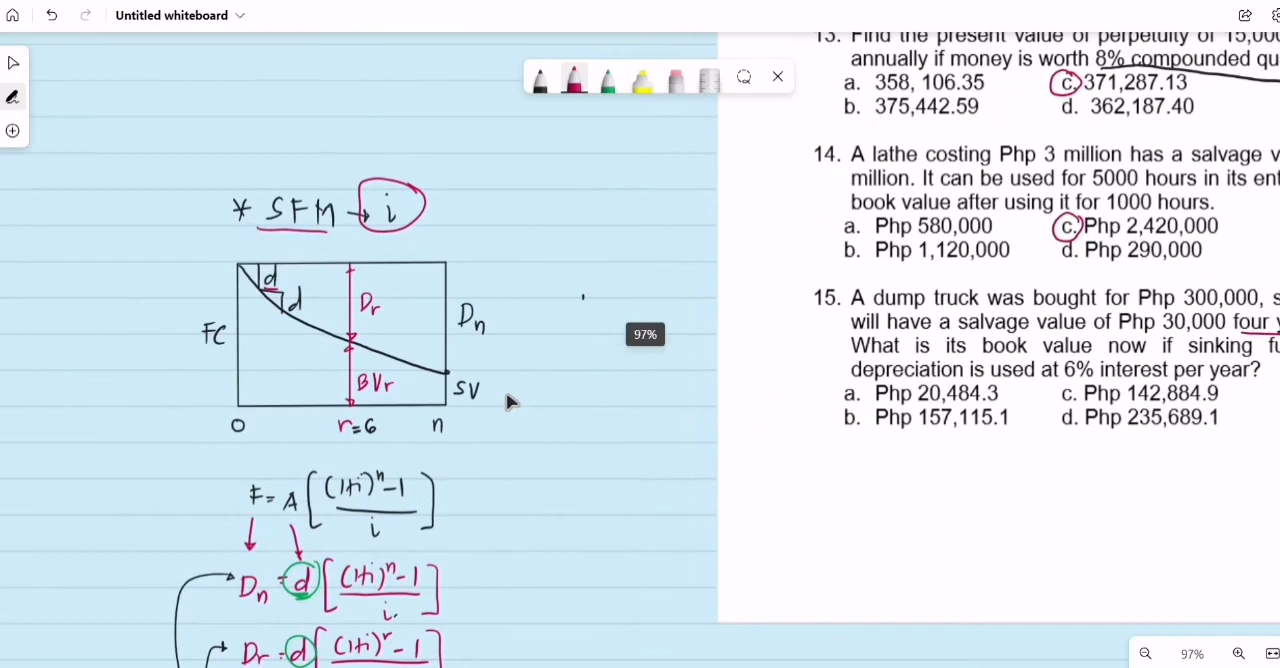 Untitled whiteboard
* SFM → i
d
d
Dr
Dn
FC
BVr
SV
0
r=6
n
F= A [(1+i)^n -1 / i]
Dn = d [(1+i)^n -1 / i]
Dr = d [(1+i)^r -1
97%
13. Find the present value of perpetuity of 15,000
annually if money is worth 8% compounded qu
a. 358, 106.35 c. 371,287.13
b. 375,442.59 d. 362,187.40
14. A lathe costing Php 3 million has a salvage v
million. It can be used for 5000 hours in its ent
book value after using it for 1000 hours.
a. Php 580,000 c. Php 2,420,000
b. Php 1,120,000 d. Php 290,000
15. A dump truck was bought for Php 300,000, s
will have a salvage value of Php 30,000 four y
What is its book value now if sinking fu
depreciation is used at 6% interest per year?
a. Php 20,484.3 c. Php 142,884.9
b. Php 157,115.1 d. Php 235,689.1
97%